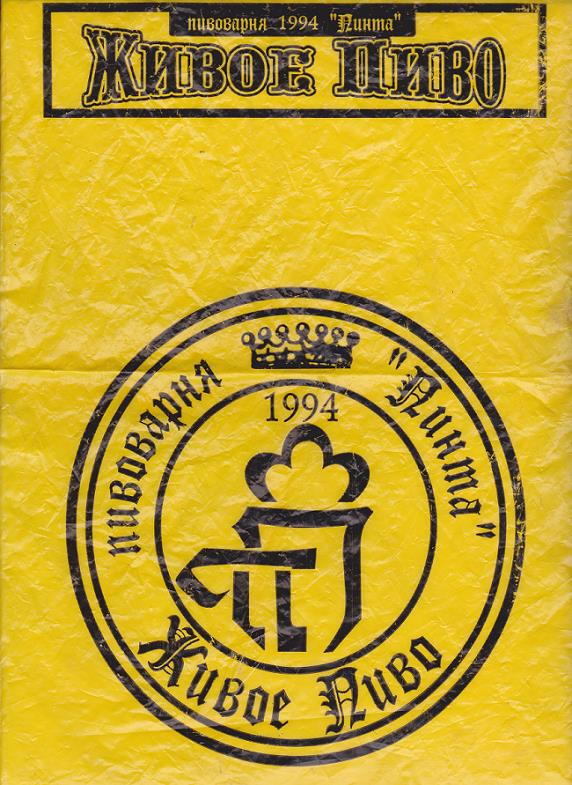 пивоварня 1994 "Пинта"
Живое Пиво
пивоварня "Пинта"
1994
П
Живое Пиво